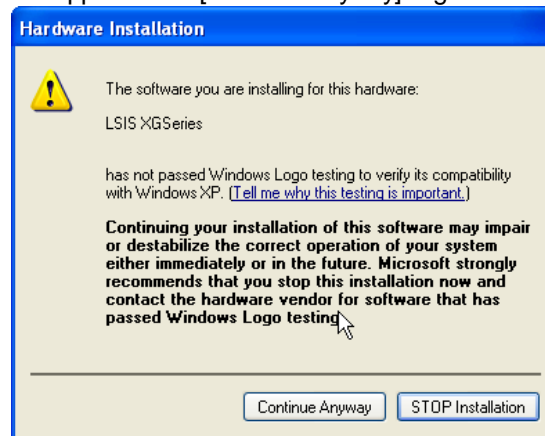 Hardware Installation
The software you are installing for this hardware:
LSIS XGSeries
has not passed Windows Logo testing to verify its compatibility
with Windows XP. (Tell me why this testing is important.)
Continuing your installation of this software may impair
or destabilize the correct operation of your system
either immediately or in the future. Microsoft strongly
recommends that you stop this installation now and
contact the hardware vendor for software that has
passed Windows Logo testing.
Continue Anyway
STOP Installation